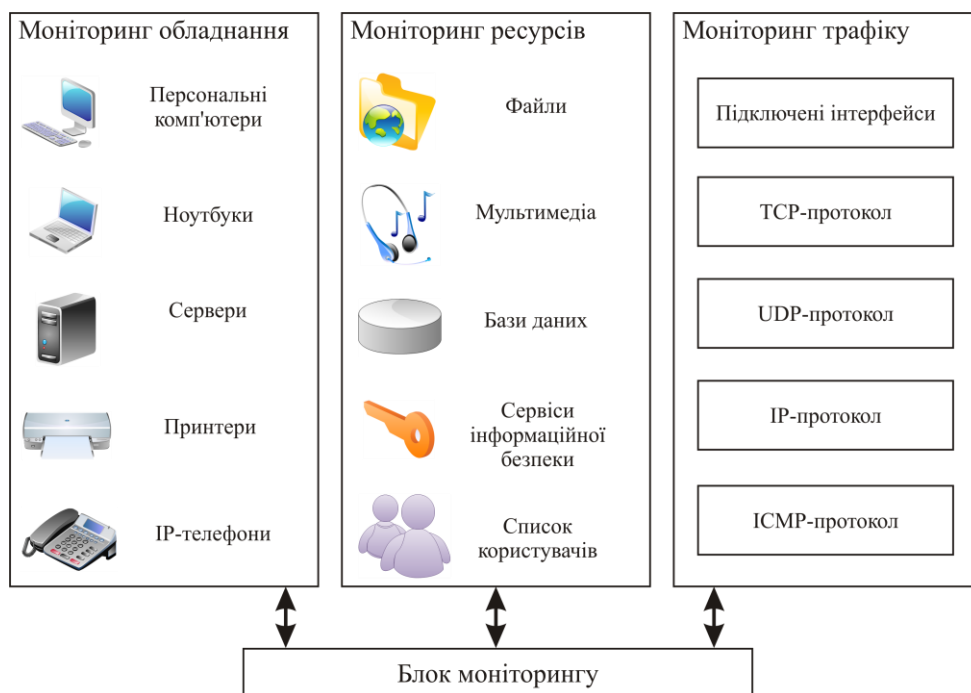 Моніторинг обладнання
Персональні
комп'ютери
Ноутбуки
Сервери
Принтери
IP-телефони
Моніторинг ресурсів
Файли
Мультимедіа
Бази даних
Сервіси
інформаційної
безпеки
Список
користувачів
Моніторинг трафіку
Підключені інтерфейси
TCP-протокол
UDP-протокол
IP-протокол
ICMP-протокол
Блок моніторингу